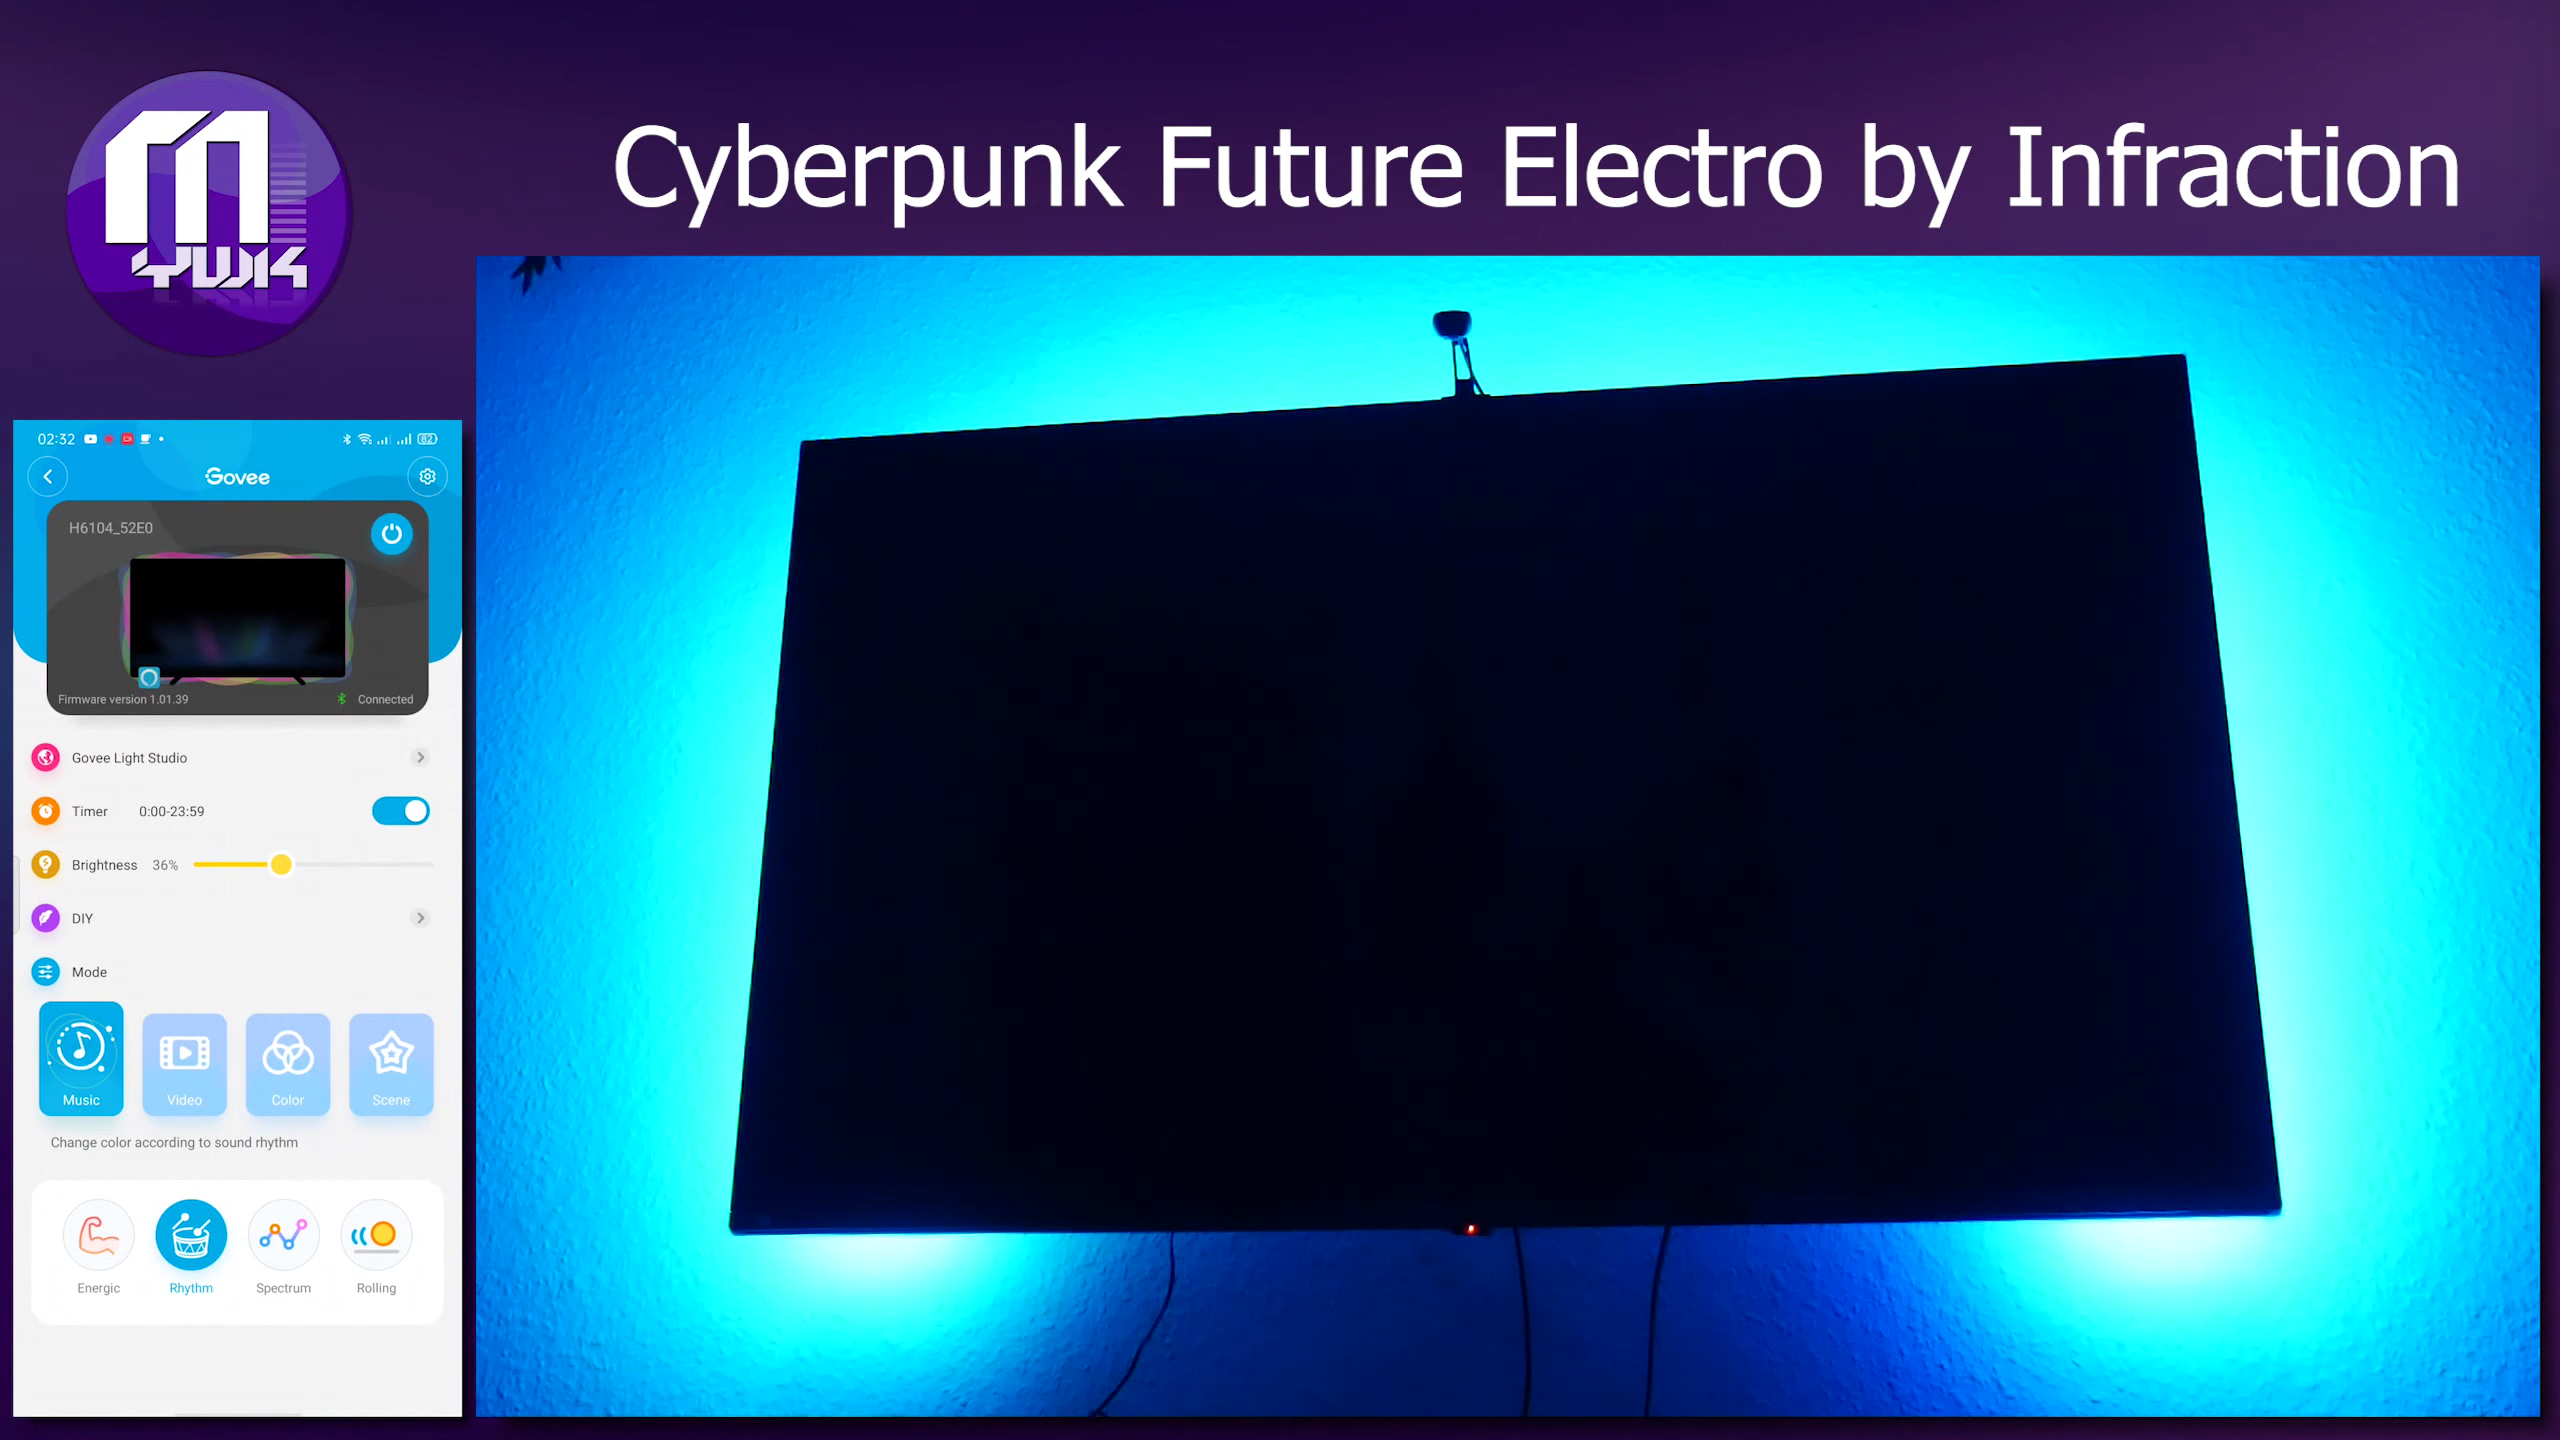 Cyberpunk Future Electro by Infraction
M
YUK
02:32
82
Govee
H6104_52E0
Firmware version 1.01.39
Connected
Govee Light Studio
Timer 0:00-23:59
Brightness 36%
DIY
Mode
Music Video Color Scene
Change color according to sound rhythm
Energic Rhythm Spectrum Rolling